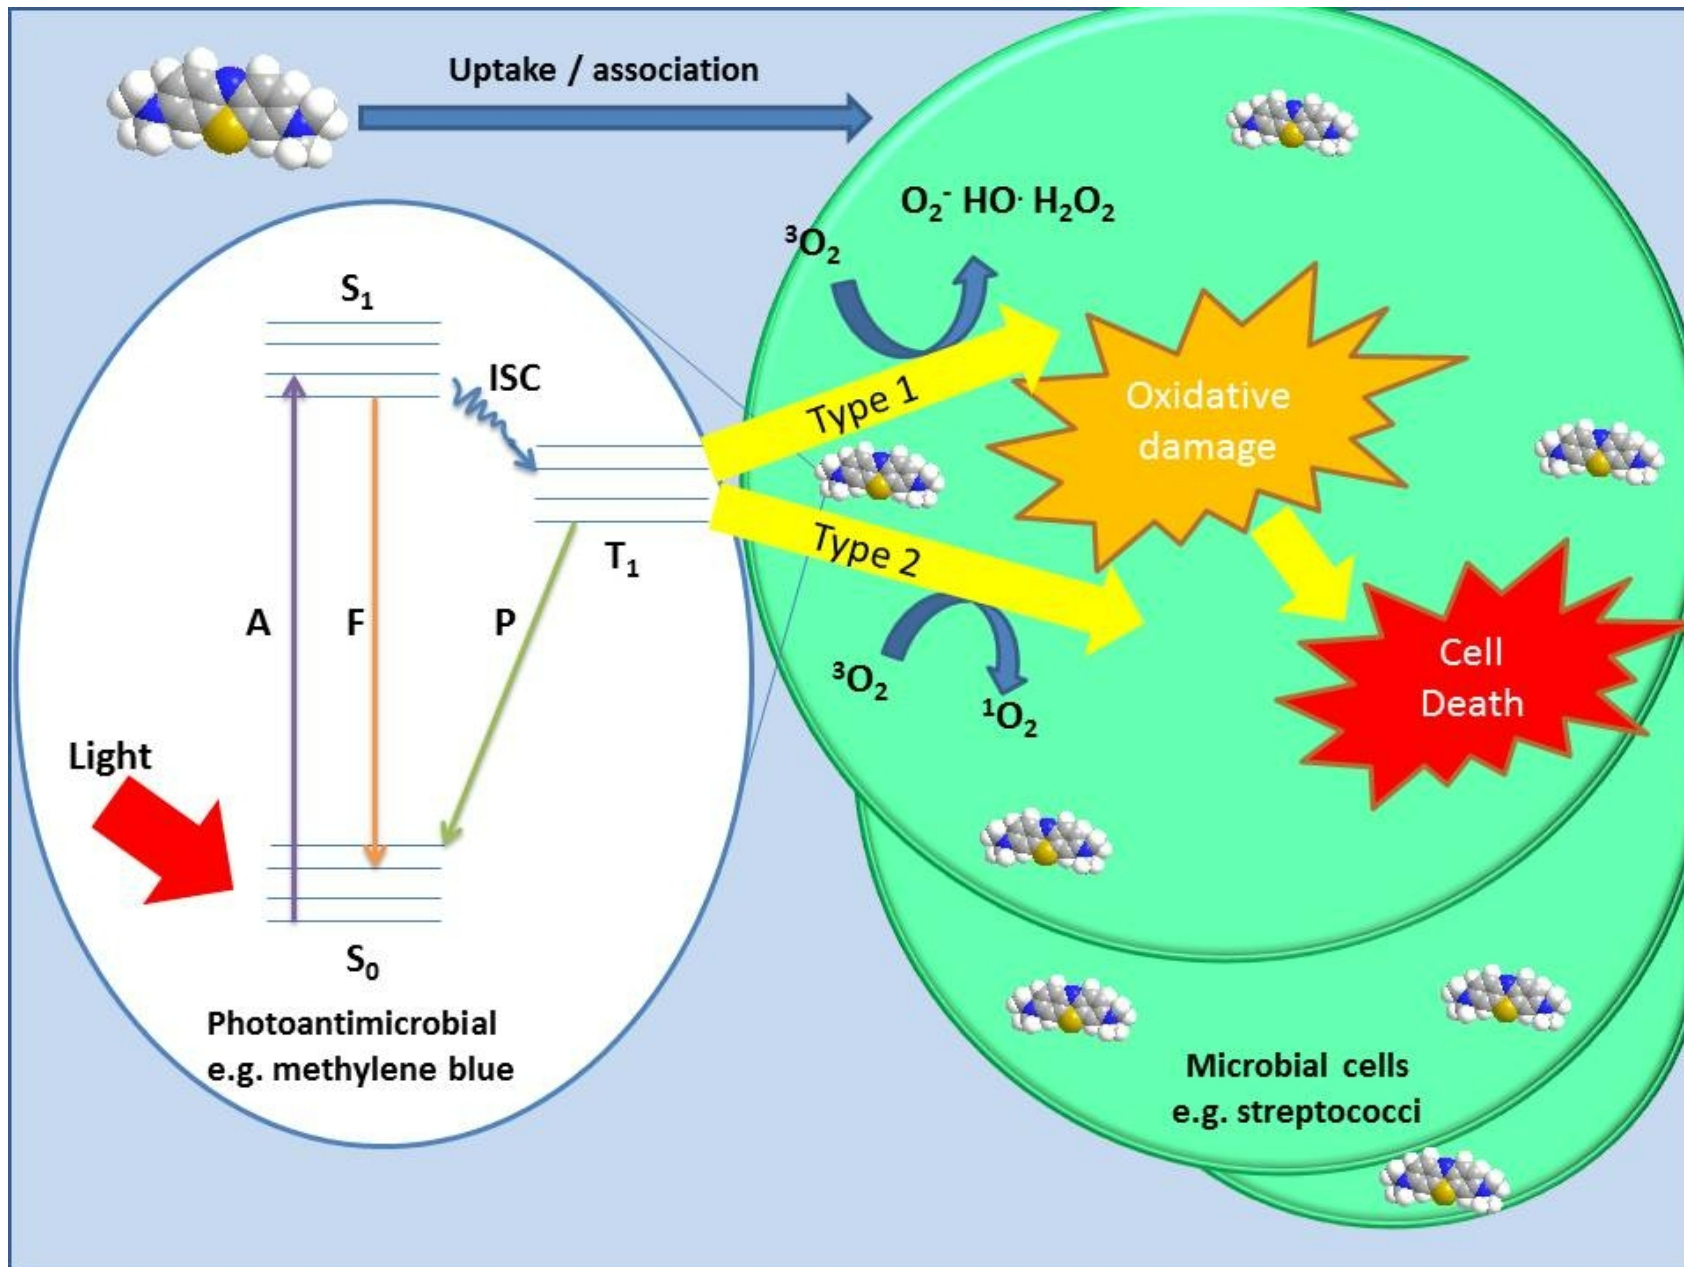 Uptake / association
O₂⁻ HO· H₂O₂
³O₂
S₁
ISC
Type 1
Oxidative
damage
Type 2
T₁
A
F
P
³O₂
¹O₂
Cell
Death
Light
S₀
Photoantimicrobial
e.g. methylene blue
Microbial cells
e.g. streptococci